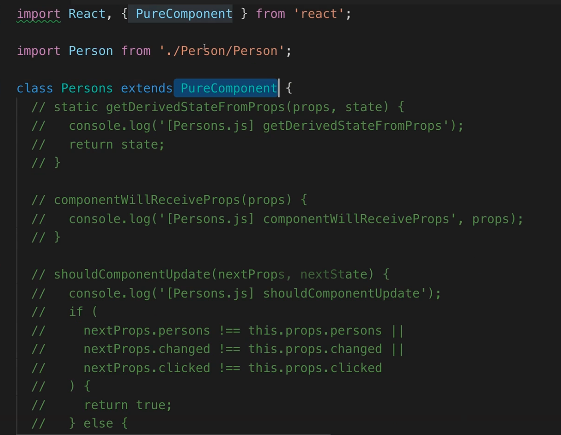 import React, { PureComponent } from 'react';
import Person from './Person/Person';
class Persons extends PureComponent {
// static getDerivedStateFromProps(props, state) {
//   console.log('[Persons.js] getDerivedStateFromProps');
//   return state;
// }
// componentWillReceiveProps(props) {
//   console.log('[Persons.js] componentWillReceiveProps', props);
// }
// shouldComponentUpdate(nextProps, nextState) {
//   console.log('[Persons.js] shouldComponentUpdate');
//   if (
//     nextProps.persons !== this.props.persons ||
//     nextProps.changed !== this.props.changed ||
//     nextProps.clicked !== this.props.clicked
//   ) {
//     return true;
//   } else {